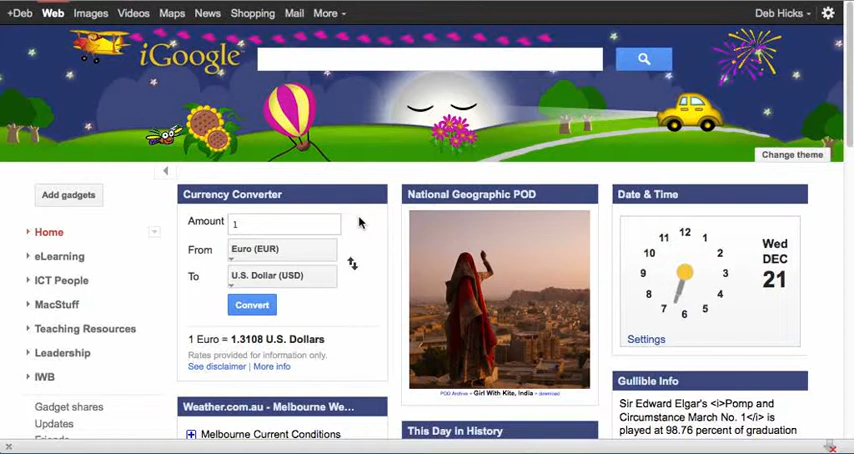 +Deb Web Images Videos Maps News Shopping Mail More
Deb Hicks
iGoogle
Change theme
Add gadgets
Home
eLearning
ICT People
MacStuff
Teaching Resources
Leadership
IWB
Gadget shares
Updates
Friends
Currency Converter
Amount 1
From Euro (EUR)
To U.S. Dollar (USD)
Convert
1 Euro = 1.3108 U.S. Dollars
Rates provided for information only.
See disclaimer | More info
Weather.com.au - Melbourne We...
Melbourne Current Conditions
National Geographic POD
POD Archive - Girl With Kite, India - download
This Day in History
Date & Time
12
11 1
10 2
9 3
8 4
7 5
6
Wed
DEC
21
Settings
Gullible Info
Sir Edward Elgar's <i>Pomp and
Circumstance March No. 1</i> is
played at 98.76 percent of graduation